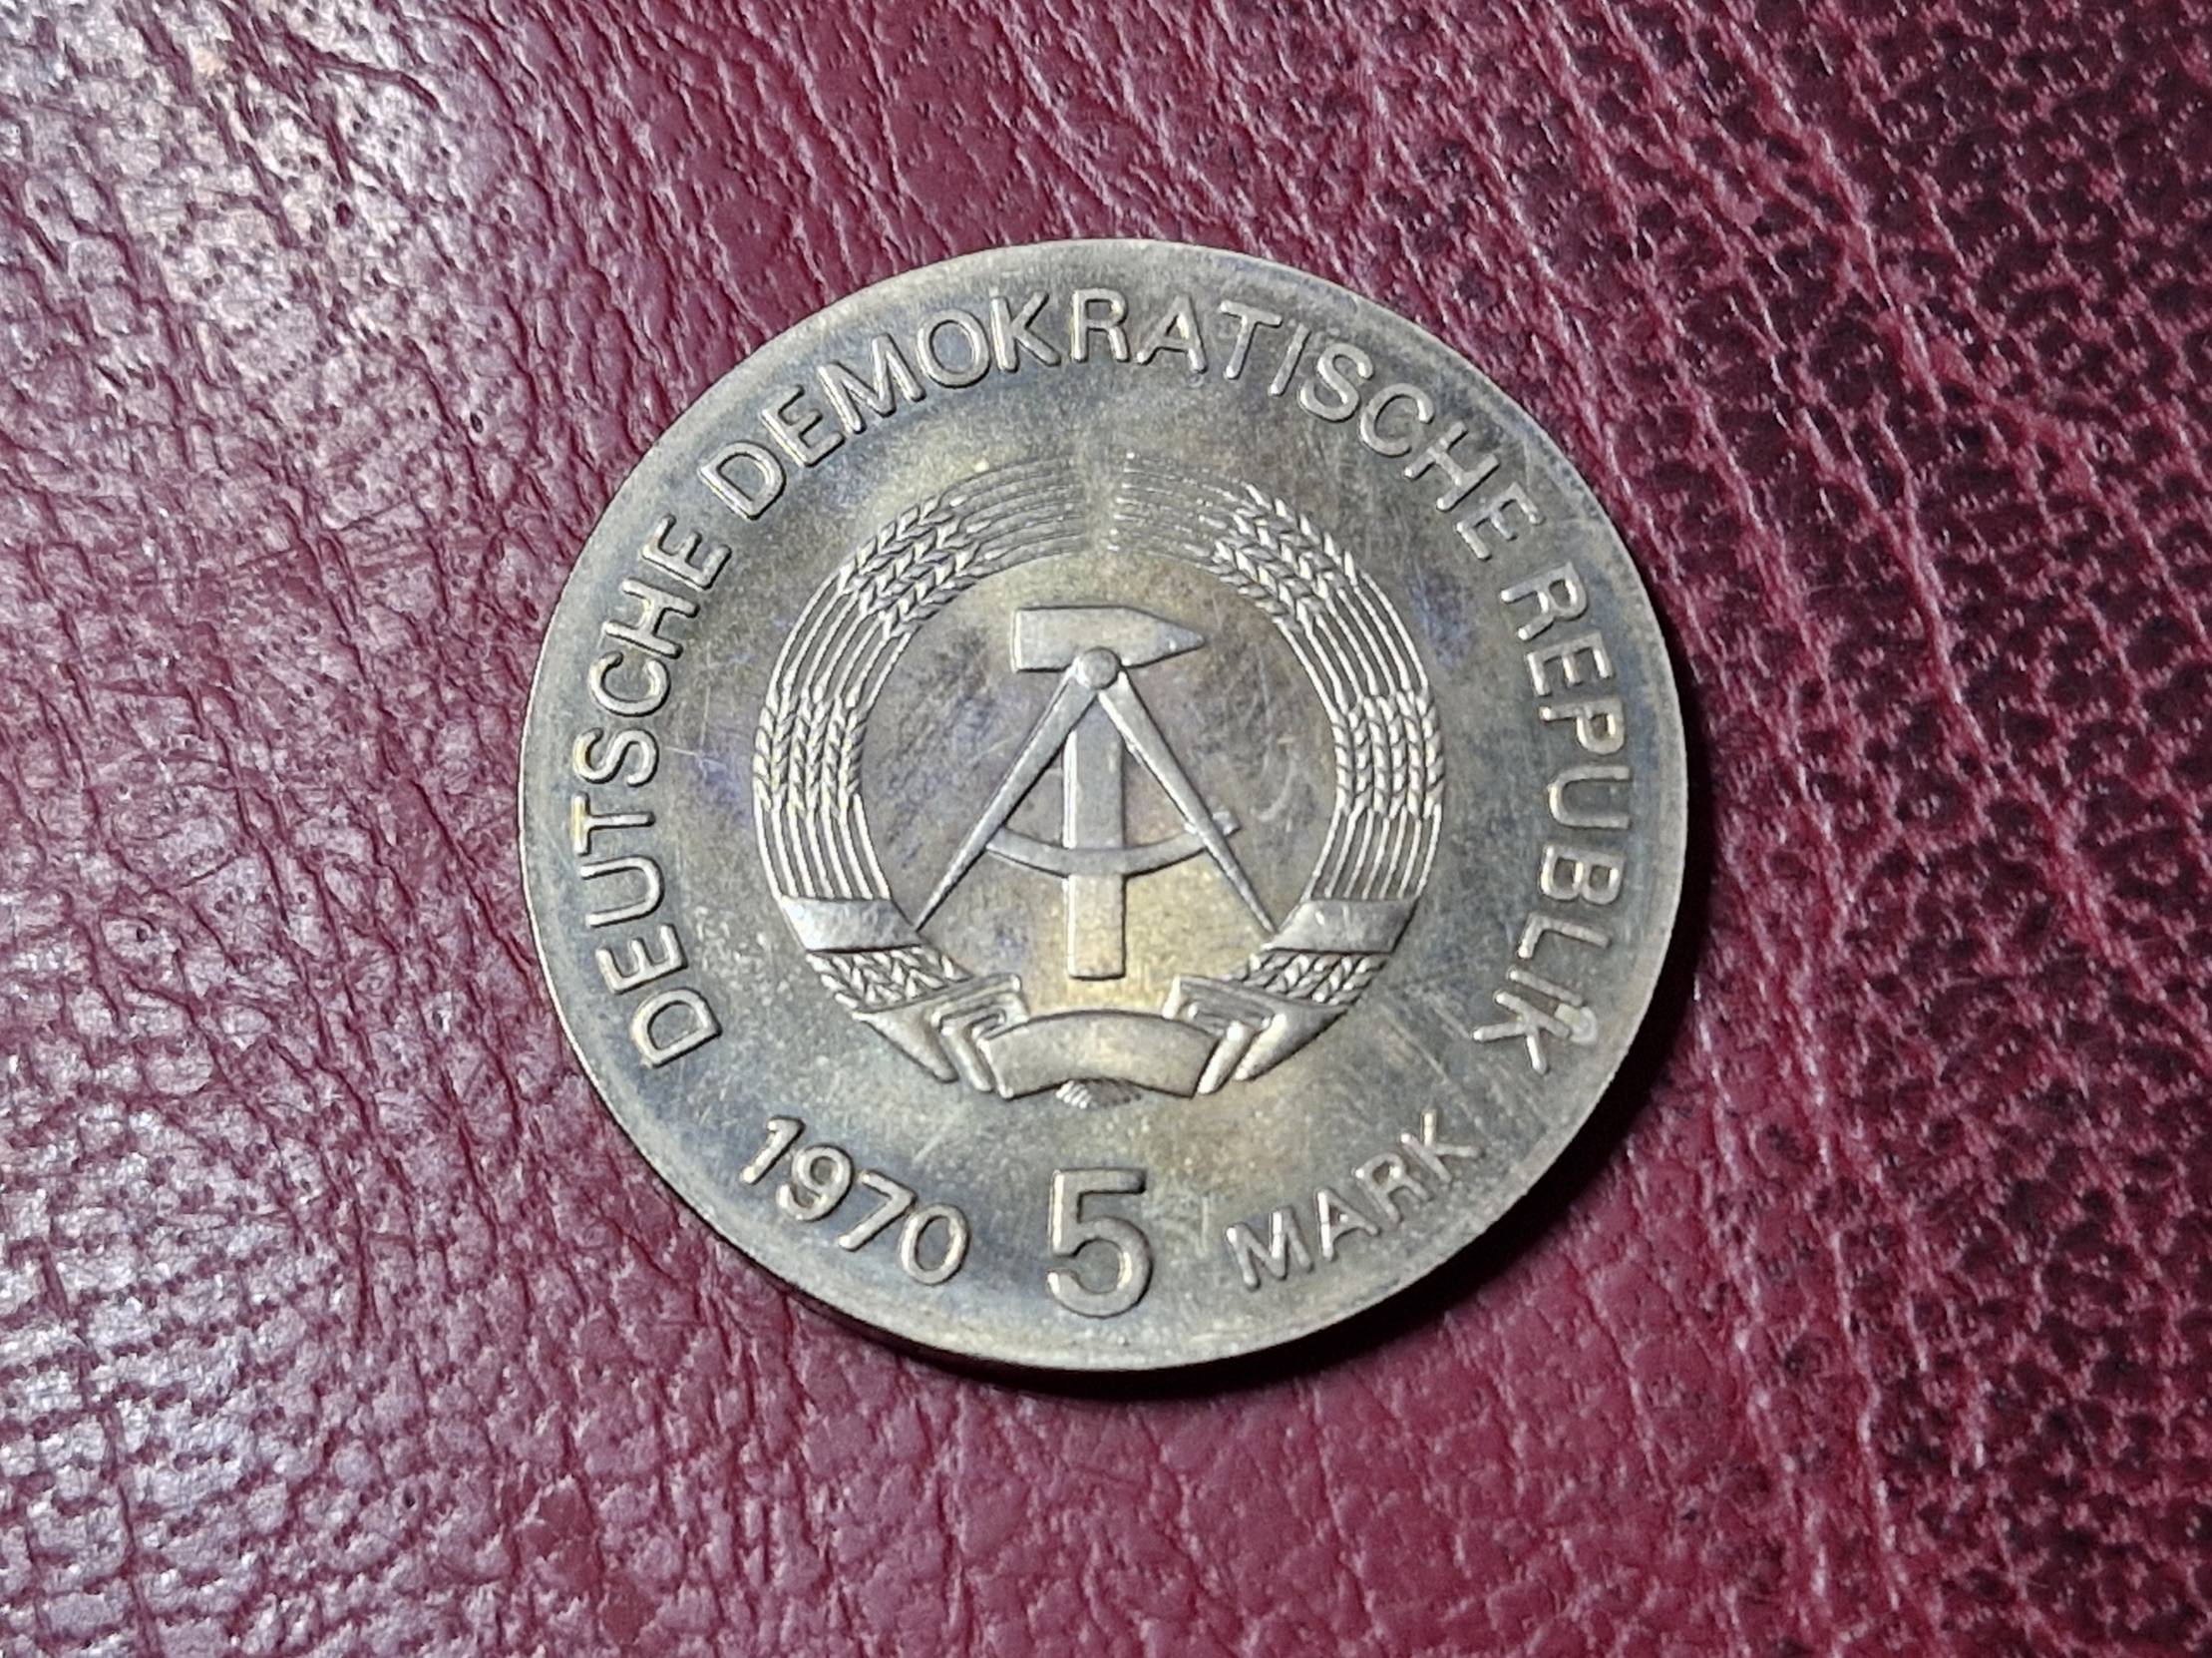 DEUTSCHE DEMOKRATISCHE REPUBLIK
1970 5 MARK